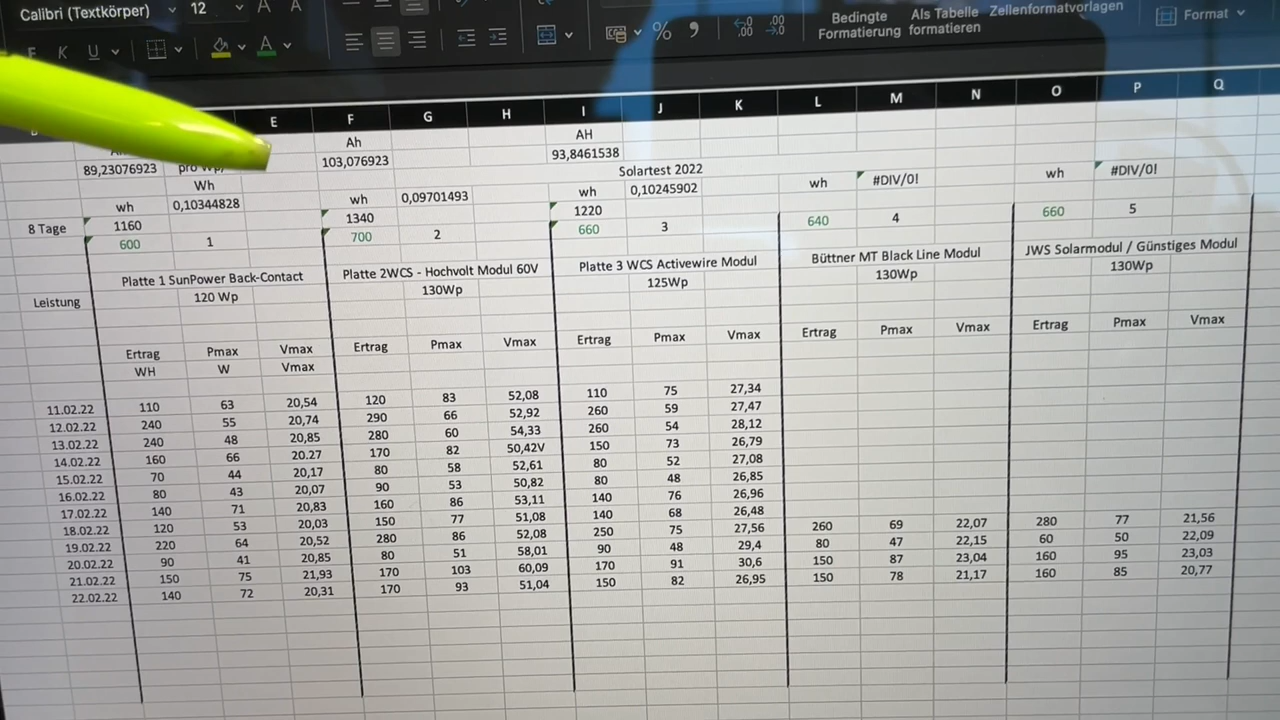 Calibri (Textkörper) 12 A A
Bedingte Formatierung Als Tabelle formatieren Zellenformatvorlagen Format
K U A % ,00 ,0
E F G H I J K L M N O P Q
Ah AH
89,23076923 pro Wp/ 103,076923 93,8461538 Solartest 2022
Wh
wh 0,10344828 wh 0,09701493 wh 0,10245902 wh #DIV/0! wh #DIV/0!
8 Tage 1160 1340 1220
600 1 700 2 660 3 640 4 660 5
Platte 1 SunPower Back-Contact Platte 2WCS - Hochvolt Modul 60V Platte 3 WCS Activewire Modul Büttner MT Black Line Modul JWS Solarmodul / Günstiges Modul
Leistung 120 Wp 130Wp 125Wp 130Wp 130Wp
Ertrag Pmax Vmax Ertrag Pmax Vmax Ertrag Pmax Vmax Ertrag Pmax Vmax Ertrag Pmax Vmax
WH W Vmax
11.02.22 110 63 20,54 120 83 52,08 110 75 27,34
12.02.22 240 55 20,74 290 66 52,92 260 59 27,47
13.02.22 240 48 20,85 280 60 54,33 260 54 28,12
14.02.22 160 66 20.27 170 82 50,42V 150 73 26,79
15.02.22 70 44 20,17 80 58 52,61 80 52 27,08
16.02.22 80 43 20,07 90 53 50,82 80 48 26,85
17.02.22 140 71 20,83 160 86 53,11 140 76 26,96
18.02.22 120 53 20,03 150 77 51,08 140 68 26,48
19.02.22 220 64 20,52 280 86 52,08 250 75 27,56 260 69 22,07 280 77 21,56
20.02.22 90 41 20,85 80 51 58,01 90 48 29,4 80 47 22,15 60 50 22,09
21.02.22 150 75 21,93 170 103 60,09 170 91 30,6 150 87 23,04 160 95 23,03
22.02.22 140 72 20,31 170 93 51,04 150 82 26,95 150 78 21,17 160 85 20,77